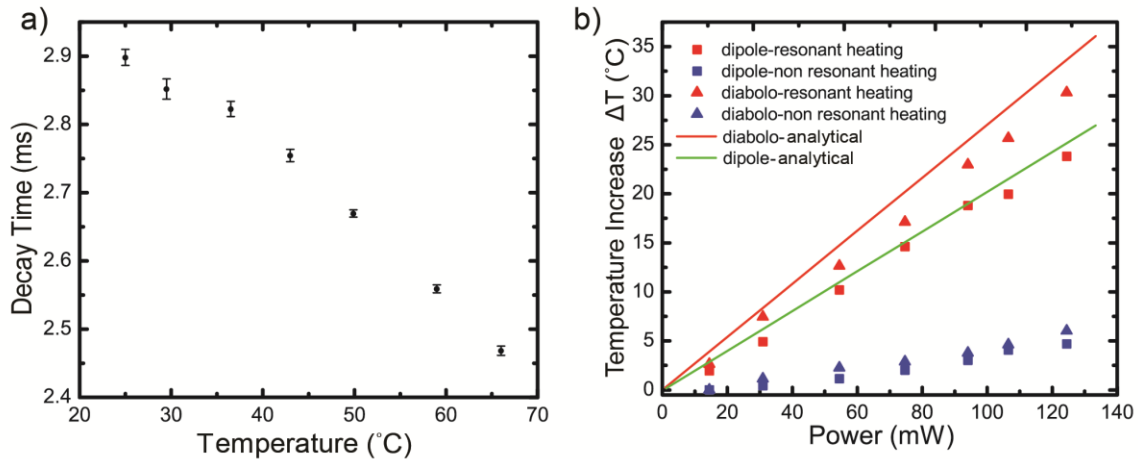 a)
Decay Time (ms)
2.9
2.8
2.7
2.6
2.5
2.4
20 30 40 50 60 70
Temperature (°C)
b)
Temperature Increase ΔT (°C)
35
30
25
20
15
10
5
0
dipole-resonant heating
dipole-non resonant heating
diabolo-resonant heating
diabolo-non resonant heating
diabolo-analytical
dipole-analytical
0 20 40 60 80 100 120 140
Power (mW)